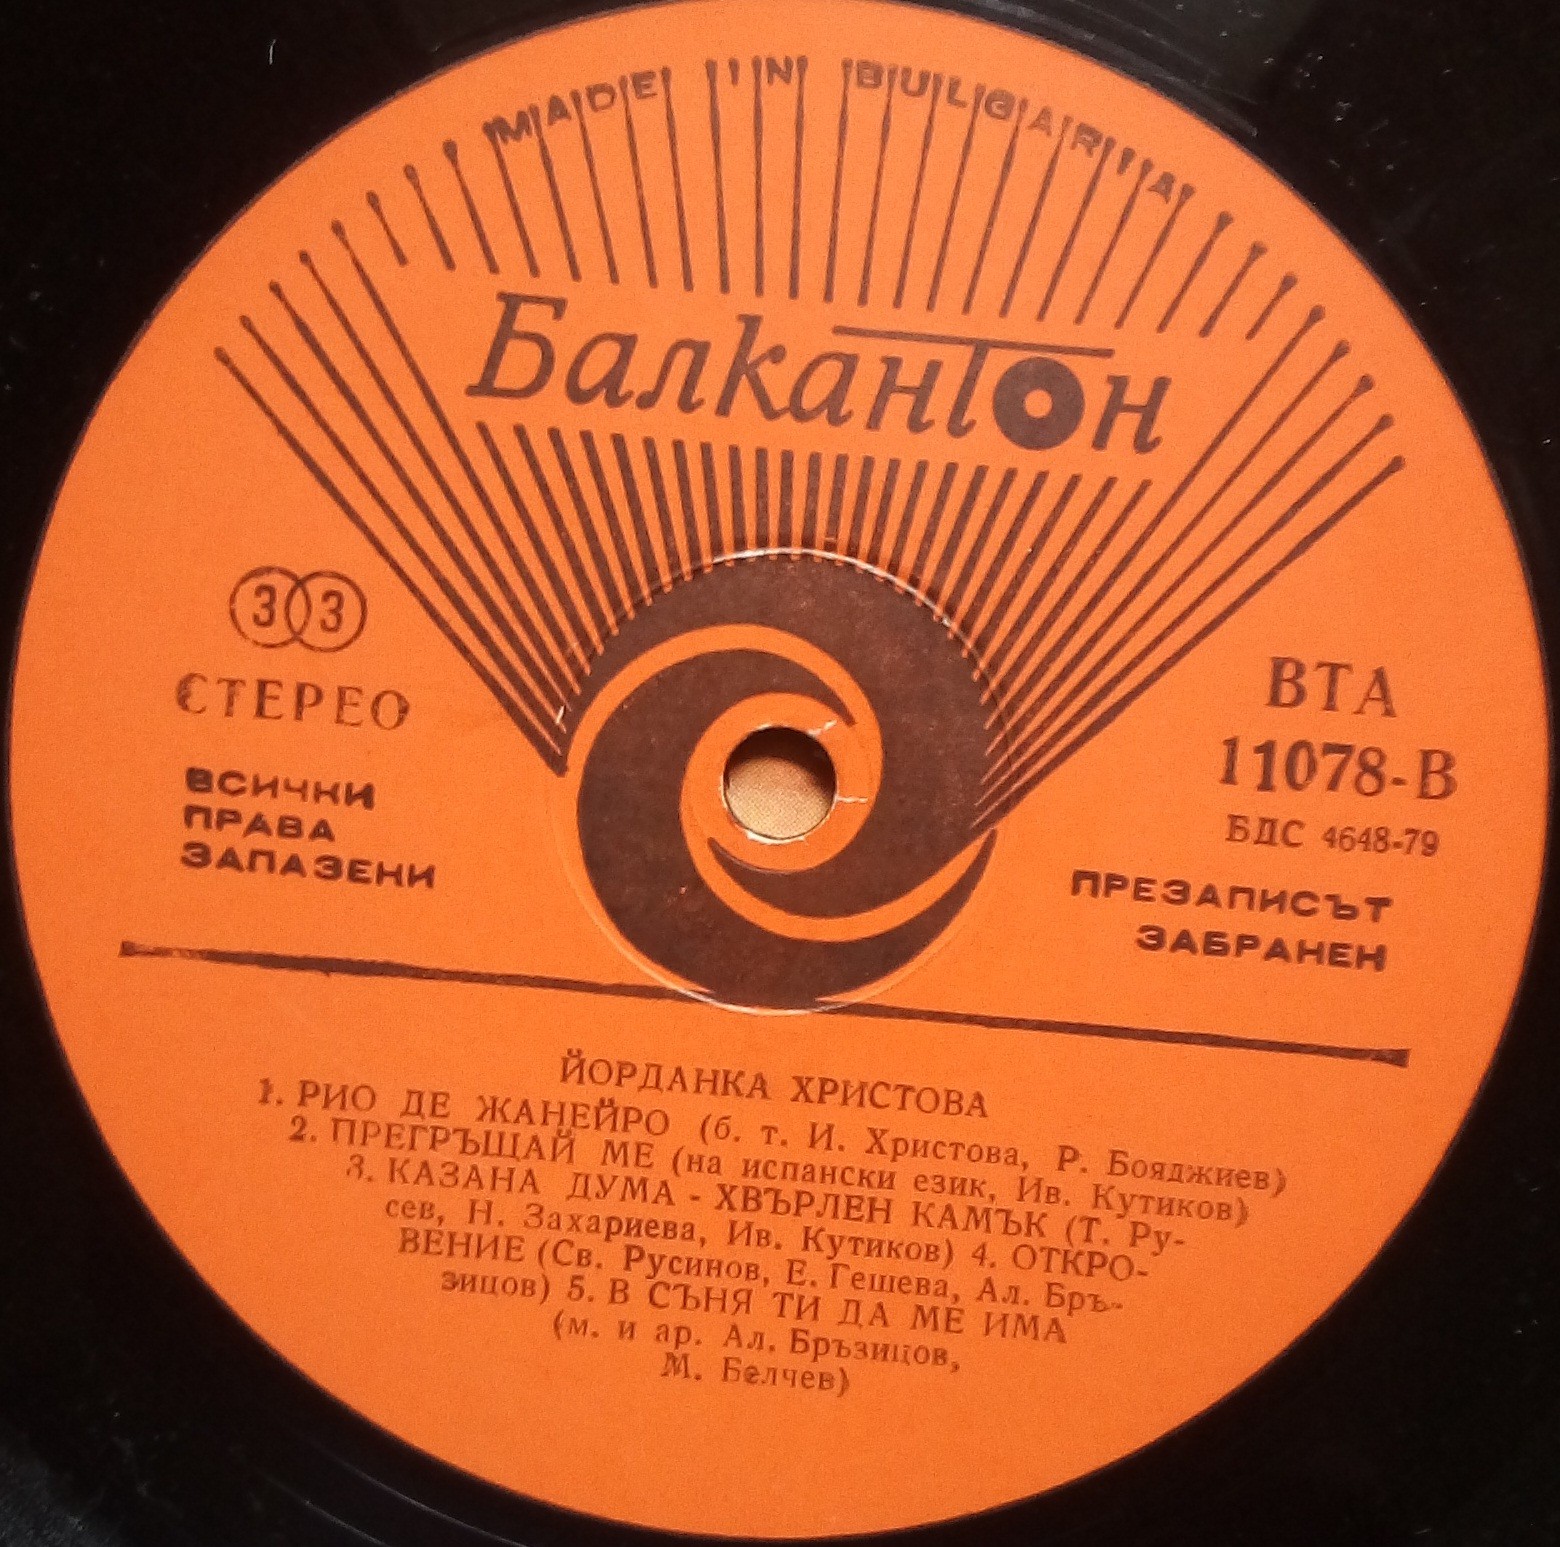 MADE IN BULGARIA
Балкантон
33
СТЕРЕО
ВСИЧКИ
ПРАВА
ЗАПАЗЕНИ
ВТА
11078-В
БДС 4648-79
ПРЕЗАПИСЪТ
ЗАБРАНЕН
ЙОРДАНКА ХРИСТОВА
1. РИО ДЕ ЖАНЕЙРО (б. т. И. Христова, Р. Бояджиев)
2. ПРЕГРЪЩАЙ МЕ (на испански език, Ив. Кутиков)
3. КАЗАНА ДУМА - ХВЪРЛЕН КАМЪК (Т. Ру-
сев, Н. Захариева, Ив. Кутиков) 4. ОТКРО-
ВЕНИЕ (Св. Русинов, Е. Гешева, Ал. Бръ-
зицов) 5. В СЪНЯ ТИ ДА МЕ ИМА
(м. и ар. Ал. Бръзицов,
М. Белчев)